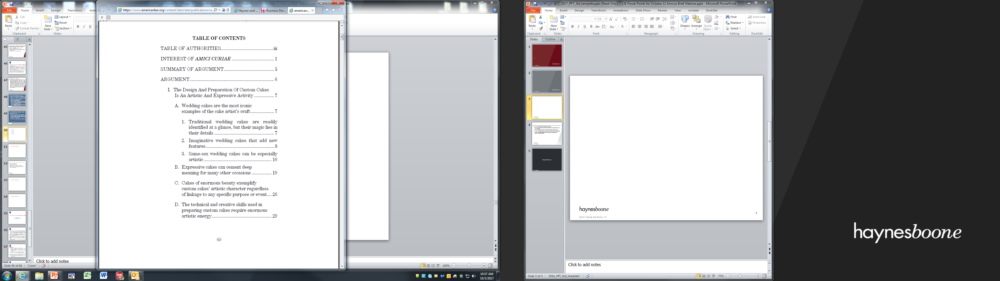 File
Home
Insert
Design
Transitions
Cut
Copy
Format Painter
Paste
Clipboard
New
Slide
Layout
Reset
Section
Slides
B I U
https://www.americanbar.org/content/dam/aba/publications/su
Haynes and ...
Business Dev...
american...
TABLE OF CONTENTS
TABLE OF AUTHORITIES............................................iii
INTEREST OF AMICI CURIAE .................................... 1
SUMMARY OF ARGUMENT........................................... 3
ARGUMENT........................................................................ 6
I. The Design And Preparation Of Custom Cakes
Is An Artistic And Expressive Activity ................. 7
A. Wedding cakes are the most iconic
examples of the cake artist's craft.................... 7
1. Traditional wedding cakes are readily
identified at a glance, but their magic lies in
their details ................................................... 7
2. Imaginative wedding cakes that add new
features.......................................................... 8
3. Same-sex wedding cakes can be especially
artistic.......................................................... 16
B. Expressive cakes can cement deep
meaning for many other occasions ................. 19
C. Cakes of enormous beauty exemplify
custom cakes' artistic character regardless
of linkage to any specific purpose or event.... 26
D. The technical and creative skills used in
preparing custom cakes require enormous
artistic energy................................................... 29
(i)
45
46
47
48
49
50
51
52
53
54
55
56
57
Click to add notes
Slide 50 of 60
"Cover"
100%
10:57 AM
10/3/2017
2017_PPT_Std_template.pptx [Read-Only] - LSE Power Points for October 12 Amicus Brief Webinar.pptx - Microsoft PowerPoint
File
Home
Insert
Design
Transitions
Animations
Slide Show
Review
View
Acrobat
DeskSite
Paste
Clipboard
New
Slide
Slides
18
B I U S abc AV Aa A
Font
Paragraph
Shapes
Arrange
Quick
Styles
Drawing
Find
Replace
Select
Editing
Send Link
Properties
DeskSite
Slides
Outline
1
2
3
4
5
haynesboone
© 2017 Haynes and Boone, LLP
3
Click to add notes
Slide 3 of 5
"2016_PPT_Std_template"
77%
haynesboone